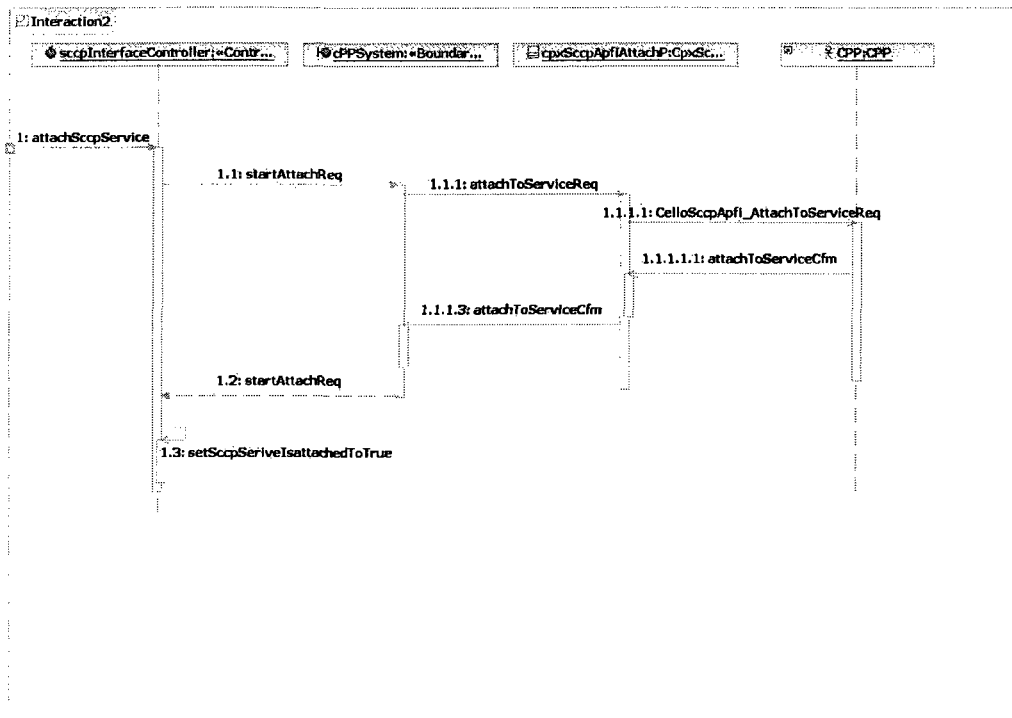 Interaction2
sccpInterfaceController:«Contr...
cPPSystem:«Boundar...
cpxSccpApfiAttachP:CpxSc...
CPP:CPP
1: attachSccpService
1.1: startAttachReq
1.1.1: attachToServiceReq
1.1.1.1: CelloSccpApfi_AttachToServiceReq
1.1.1.1.1: attachToServiceCfm
1.1.1.3: attachToServiceCfm
1.2: startAttachReq
1.3: setSccpSeriveIsattachedToTrue